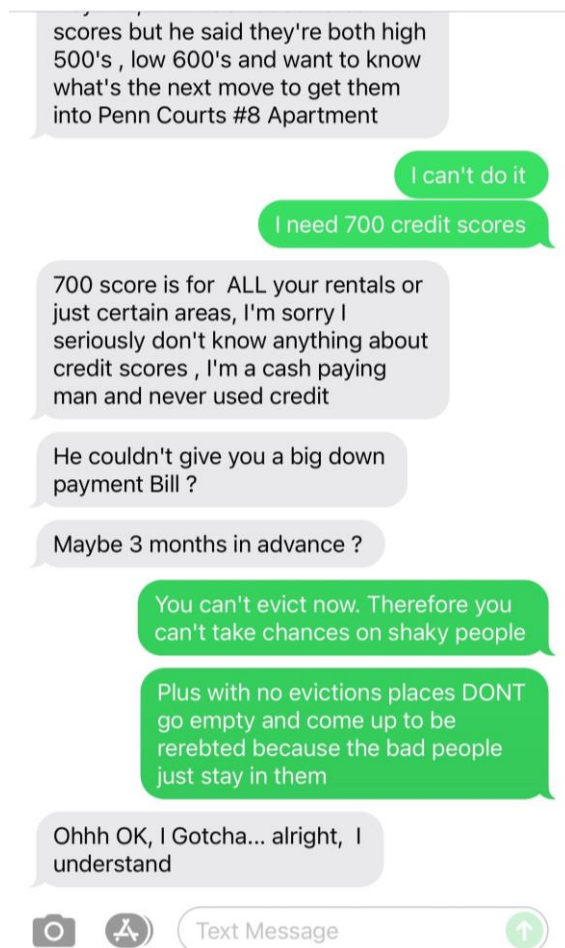 scores but he said they're both high
500's , low 600's and want to know
what's the next move to get them
into Penn Courts #8 Apartment
I can't do it
I need 700 credit scores
700 score is for ALL your rentals or
just certain areas, I'm sorry I
seriously don't know anything about
credit scores , I'm a cash paying
man and never used credit
He couldn't give you a big down
payment Bill ?
Maybe 3 months in advance ?
You can't evict now. Therefore you
can't take chances on shaky people
Plus with no evictions places DONT
go empty and come up to be
rerebted because the bad people
just stay in them
Ohhh OK, I Gotcha... alright, I
understand
Text Message